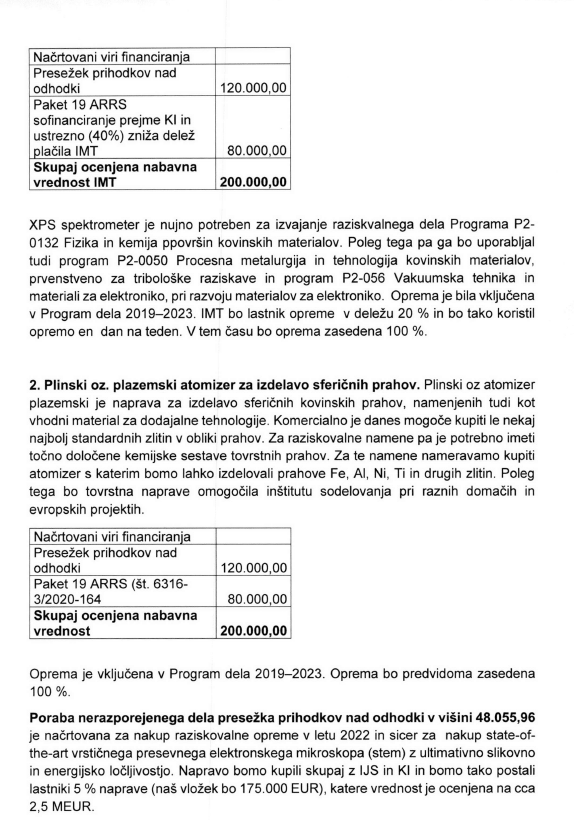 Načrtovani viri financiranja
Presežek prihodkov nad
odhodki 120.000,00
Paket 19 ARRS
sofinanciranje prejme KI in
ustrezno (40%) zniža delež
plačila IMT 80.000,00
Skupaj ocenjena nabavna
vrednost IMT 200.000,00
XPS spektrometer je nujno potreben za izvajanje raziskvalnega dela Programa P2-
0132 Fizika in kemija ppovršin kovinskih materialov. Poleg tega pa ga bo uporabljal
tudi program P2-0050 Procesna metalurgija in tehnologija kovinskih materialov,
prvenstveno za tribološke raziskave in program P2-056 Vakuumska tehnika in
materiali za elektroniko, pri razvoju materialov za elektroniko. Oprema je bila vključena
v Program dela 2019–2023. IMT bo lastnik opreme v deležu 20 % in bo tako koristil
opremo en dan na teden. V tem času bo oprema zasedena 100 %.
2. Plinski oz. plazemski atomizer za izdelavo sferičnih prahov. Plinski oz atomizer
plazemski je naprava za izdelavo sferičnih kovinskih prahov, namenjenih tudi kot
vhodni material za dodajalne tehnologije. Komercialno je danes mogoče kupiti le nekaj
najbolj standardnih zlitin v obliki prahov. Za raziskovalne namene pa je potrebno imeti
točno določene kemijske sestave tovrstnih prahov. Za te namene nameravamo kupiti
atomizer s katerim bomo lahko izdelovali prahove Fe, Al, Ni, Ti in drugih zlitin. Poleg
tega bo tovrstna naprave omogočila inštitutu sodelovanja pri raznih domačih in
evropskih projektih.
Načrtovani viri financiranja
Presežek prihodkov nad
odhodki 120.000,00
Paket 19 ARRS (št. 6316-
3/2020-164 80.000,00
Skupaj ocenjena nabavna
vrednost 200.000,00
Oprema je vključena v Program dela 2019–2023. Oprema bo predvidoma zasedena
100 %.
Poraba nerazporejenega dela presežka prihodkov nad odhodki v višini 48.055,96
je načrtovana za nakup raziskovalne opreme v letu 2022 in sicer za nakup state-of-
the-art vrstičnega presevnega elektronskega mikroskopa (stem) z ultimativno slikovno
in energijsko ločljivostjo. Napravo bomo kupili skupaj z IJS in KI in bomo tako postali
lastniki 5 % naprave (naš vložek bo 175.000 EUR), katere vrednost je ocenjena na cca
2,5 MEUR.